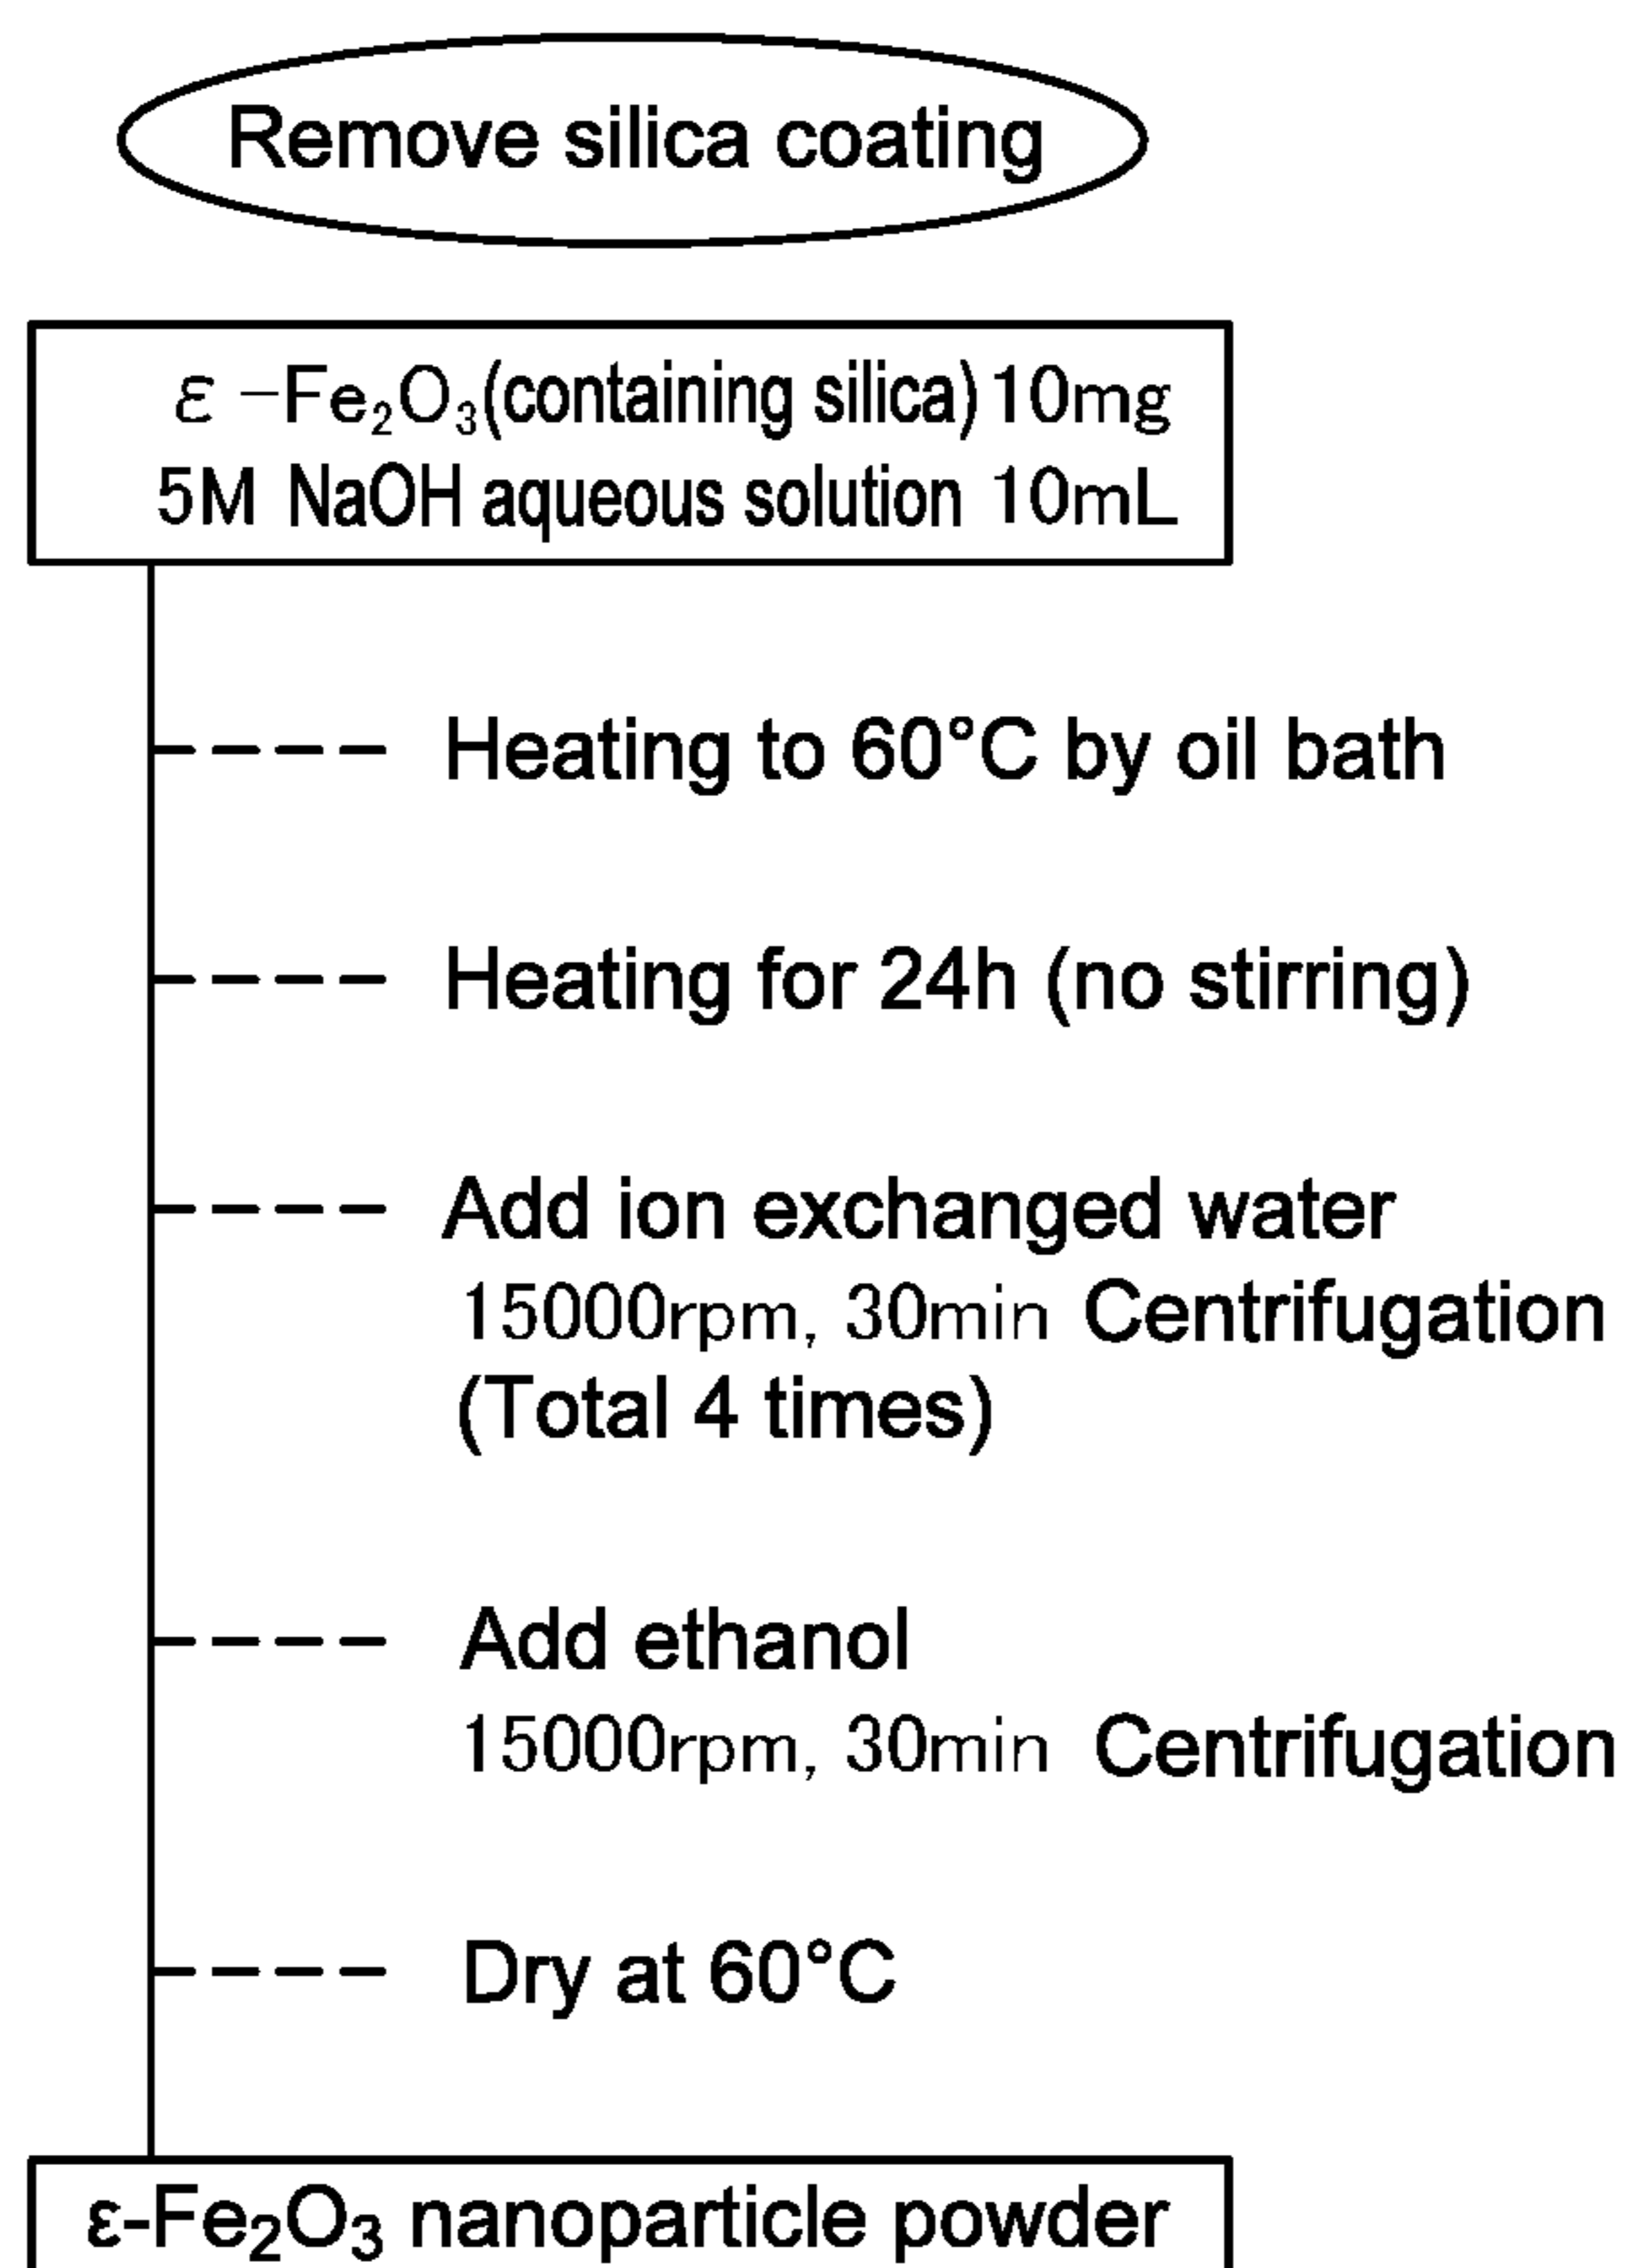 Remove silica coating
ε-Fe₂O₃(containing silica) 10mg
5M NaOH aqueous solution 10mL
Heating to 60°C by oil bath
Heating for 24h (no stirring)
Add ion exchanged water
15000rpm, 30min Centrifugation
(Total 4 times)
Add ethanol
15000rpm, 30min Centrifugation
Dry at 60°C
ε-Fe₂O₃ nanoparticle powder